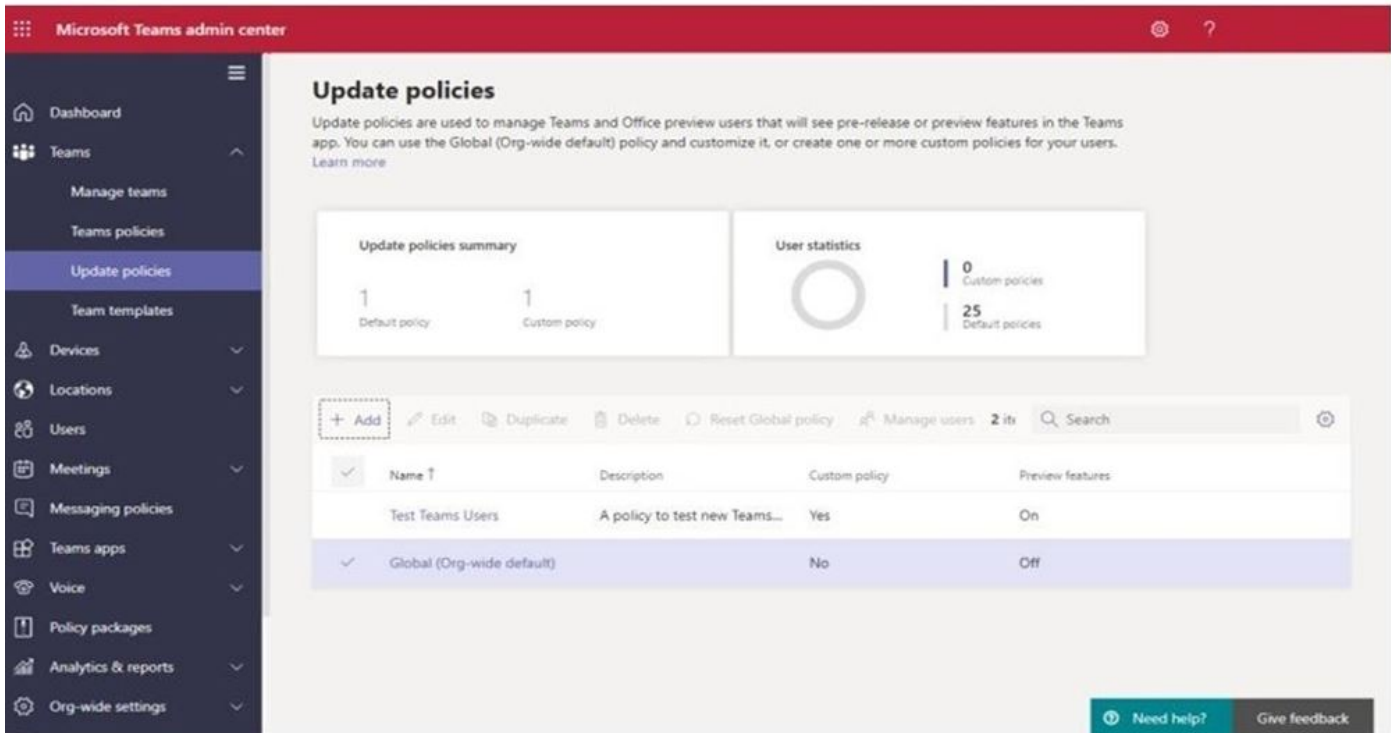 Microsoft Teams admin center
?
Dashboard
Teams
Manage teams
Teams policies
Update policies
Team templates
Devices
Locations
Users
Meetings
Messaging policies
Teams apps
Voice
Policy packages
Analytics & reports
Org-wide settings
Update policies
Update policies are used to manage Teams and Office preview users that will see pre-release or preview features in the Teams
app. You can use the Global (Org-wide default) policy and customize it, or create one or more custom policies for your users.
Learn more
Update policies summary
1
Default policy
1
Custom policy
User statistics
0
Custom policies
25
Default policies
+ Add Edit Duplicate Delete Reset Global policy Manage users 2 ite Search
Name ↑ Description Custom policy Preview features
Test Teams Users A policy to test new Teams... Yes On
Global (Org-wide default) No Off
Need help? Give feedback